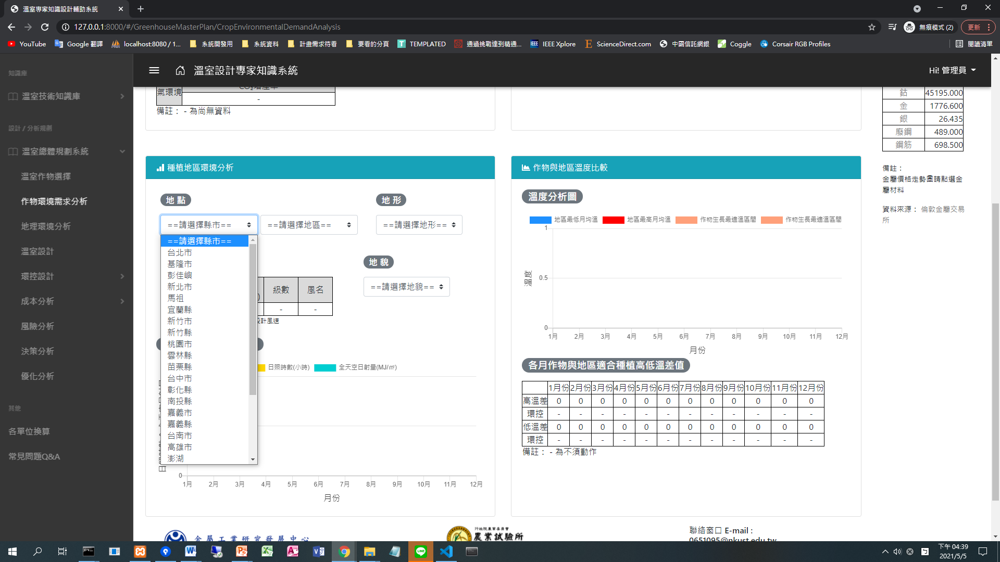 溫室専家知識設計輔助系統
127.0.0.1:8000/#/GreenhouseMasterPlan/CropEnvironmentalDemandAnalysis
無痕模式 (2)
更新
YouTube
Google 翻譯
localhost:8080 / 1...
系統開發用
系統資料
計畫需求待看
要看的分頁
TEMPLATED
通過挑戰達到精通...
IEEE Xplore
ScienceDirect.com
中國信託網銀
Coggle
Corsair RGB Profiles
閱讀清單
溫室設計專家知識系統
Hi! 管理員
知識庫
溫室技術知識庫
設計 / 分析規劃
溫室總體規劃系統
溫室作物選擇
作物環境需求分析
地理環境分析
溫室設計
環控設計
成本分析
風險分析
決策分析
優化分析
其他
各單位換算
常見問題Q&A
氣環境
-
備註： - 為尚無資料
種植地區環境分析
地 點
地 形
==請選擇縣市==
==請選擇地區==
==請選擇地形==
==請選擇縣市==
台北市
基隆市
彭佳嶼
新北市
馬祖
宜蘭縣
新竹市
新竹縣
桃園市
雲林縣
苗栗縣
台中市
彰化縣
南投縣
嘉義市
嘉義縣
台南市
高雄市
澎湖
地 貌
==請選擇地貌==
級數 風名
- -
設計風速
日照時數(小時) 全天空日射量(MJ/㎡)
0
1月 2月 3月 4月 5月 6月 7月 8月 9月 10月 11月 12月
月份
作物與地區溫度比較
溫度分析圖
地區最低月均溫 地區最高月均溫 作物生長最適溫區間 作物生長最適溫區間
1
0.5
0
溫度
1月 2月 3月 4月 5月 6月 7月 8月 9月 10月 11月 12月
月份
各月作物與地區適合種植高低溫差值
1月份 2月份 3月份 4月份 5月份 6月份 7月份 8月份 9月份 10月份 11月份 12月份
高溫差 0 0 0 0 0 0 0 0 0 0 0 0
環控 - - - - - - - - - - - -
低溫差 0 0 0 0 0 0 0 0 0 0 0 0
環控 - - - - - - - - - - - -
備註： - 為不須動作
鈷 45195.000
金 1776.600
銀 26.435
廢鋼 489.000
鋼筋 698.500
備註：
金屬價格走勢圖請點選金
屬材料
資料來源： 倫敦金屬交易
所
金屬工業研究發展中心
行政院農業委員會
農業試驗所
聯絡窗口 E-mail :
0651095@nkust.edu.tw
下午 04:39
2021/5/5